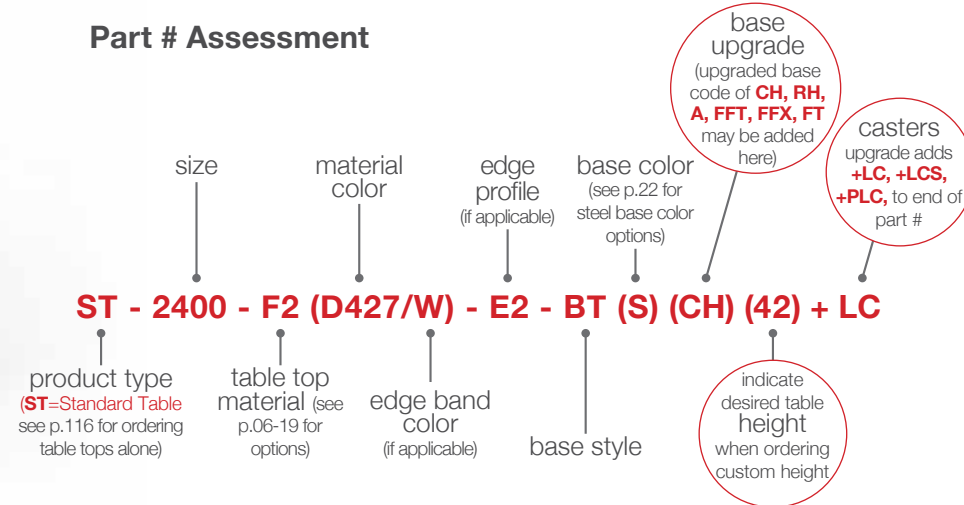 Part # Assessment
base
upgrade
(upgraded base
code of CH, RH,
A, FFT, FFX, FT
may be added
here)
casters
upgrade adds
+LC, +LCS,
+PLC, to end of
part #
size
material
color
edge
profile
(if applicable)
base color
(see p.22 for
steel base color
options)
ST - 2400 - F2 (D427/W) - E2 - BT (S) (CH) (42) + LC
product type
(ST=Standard Table
see p.116 for ordering
table tops alone)
table top
material (see
p.06-19 for
options)
edge band
color
(if applicable)
base style
indicate
desired table
height
when ordering
custom height